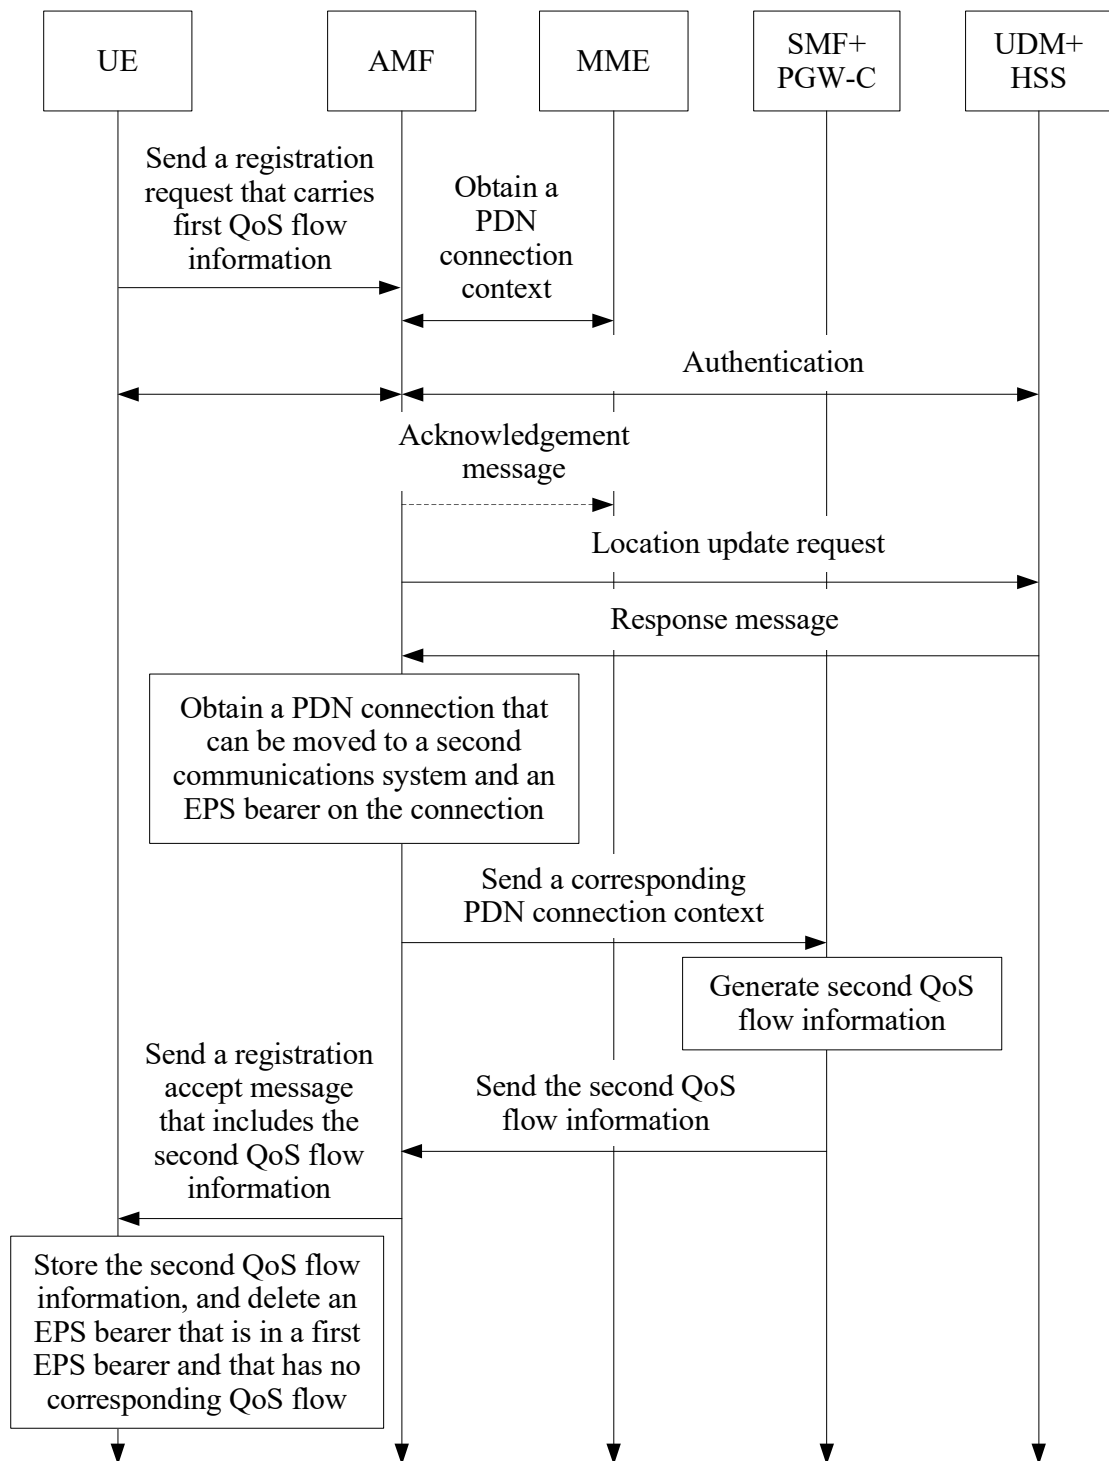 UE
AMF
MME
SMF+
PGW-C
UDM+
HSS
Send a registration
request that carries
first QoS flow
information
Obtain a
PDN
connection
context
Authentication
Acknowledgement
message
Location update request
Response message
Obtain a PDN connection that
can be moved to a second
communications system and an
EPS bearer on the connection
Send a corresponding
PDN connection context
Generate second QoS
flow information
Send the second QoS
flow information
Send a registration
accept message
that includes the
second QoS flow
information
Store the second QoS flow
information, and delete an
EPS bearer that is in a first
EPS bearer and that has no
corresponding QoS flow